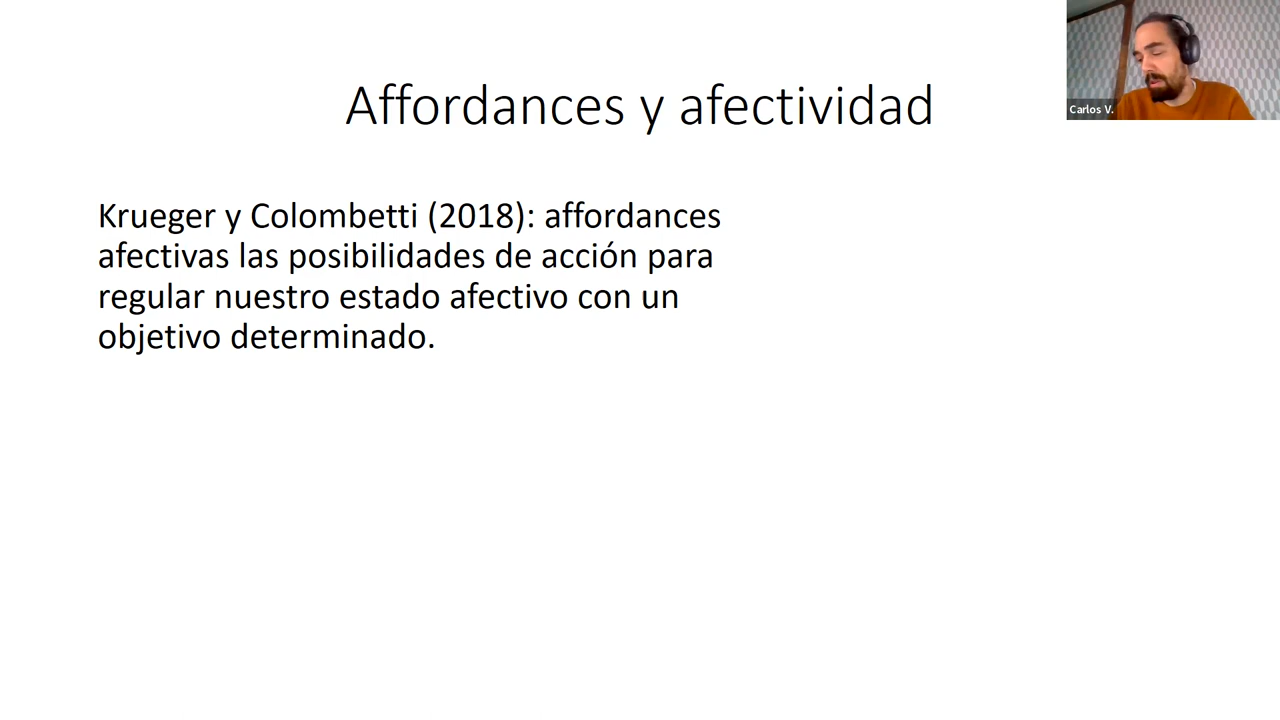 Affordances y afectividad
Carlos V.
Krueger y Colombetti (2018): affordances
afectivas las posibilidades de acción para
regular nuestro estado afectivo con un
objetivo determinado.